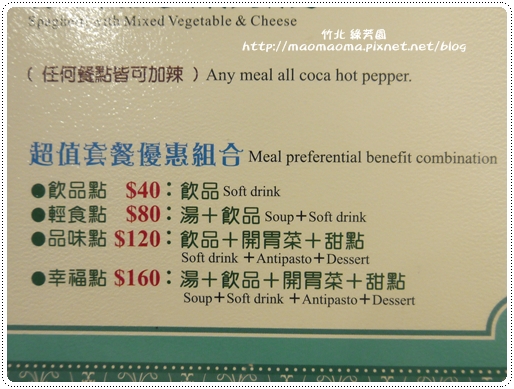 Spaghetti with Mixed Vegetable & Cheese
竹北 綠芳園
http://maomaoma.pixnet.net/blog
( 任何餐點皆可加辣 ) Any meal all coca hot pepper.
超值套餐優惠組合 Meal preferential benefit combination
●飲品點 $40：飲品 Soft drink
●輕食點 $80：湯＋飲品 Soup＋Soft drink
●品味點 $120：飲品＋開胃菜＋甜點
Soft drink ＋Antipasto＋Dessert
●幸福點 $160：湯＋飲品＋開胃菜＋甜點
Soup＋Soft drink ＋Antipasto＋Dessert